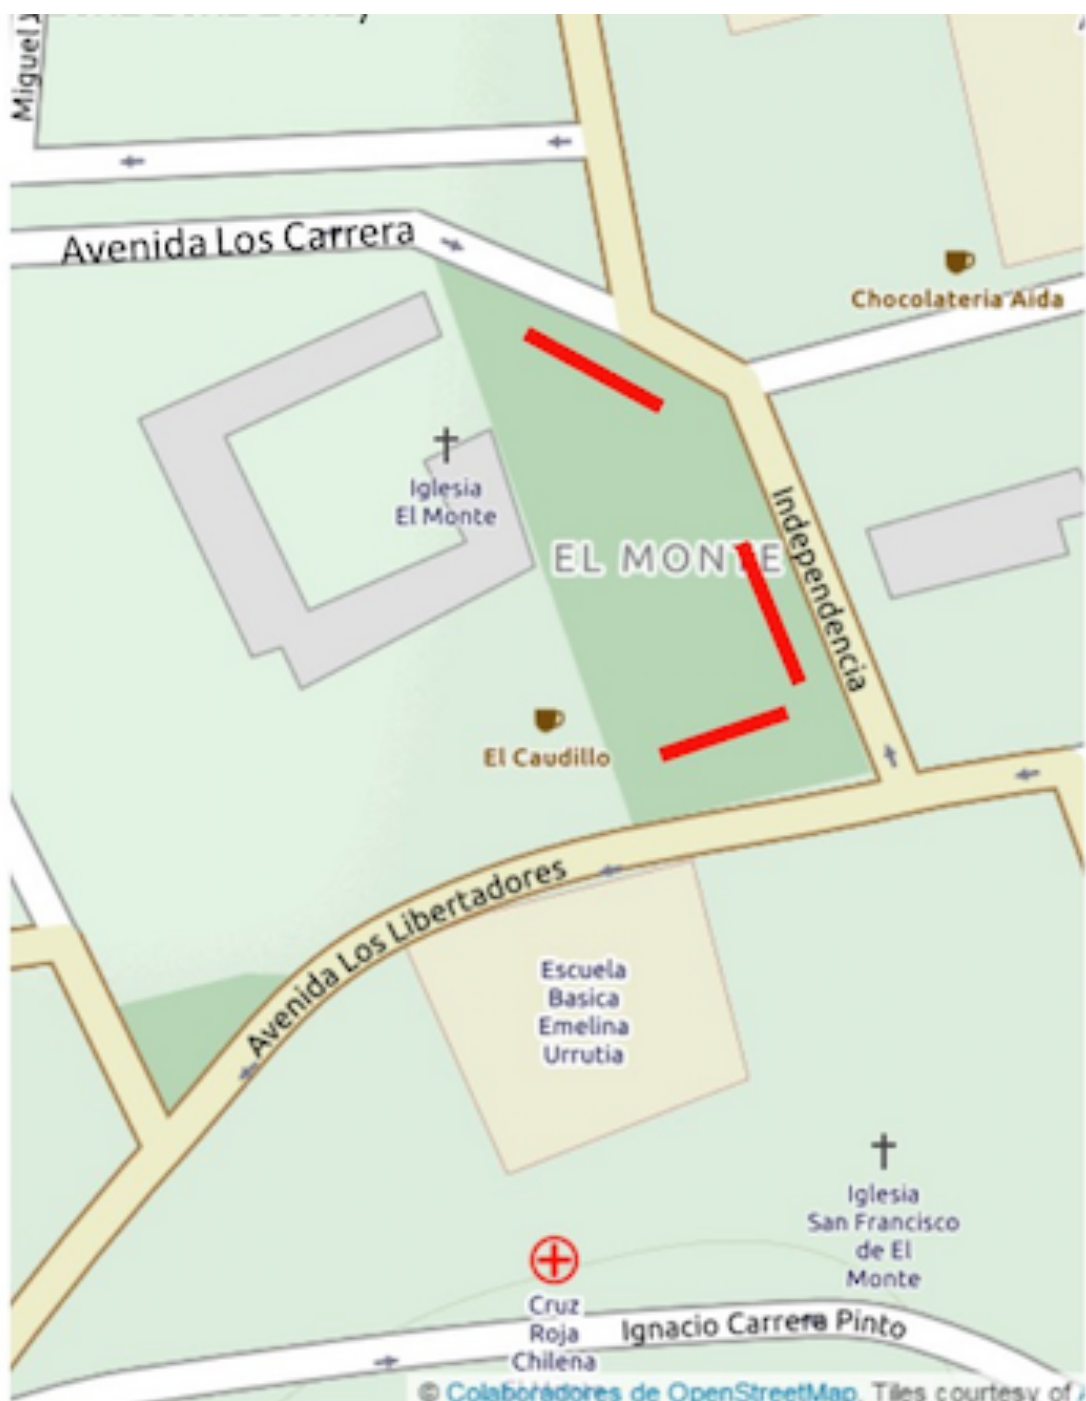 Miguel
Avenida Los Carrera
Chocolateria Aida
Iglesia
El Monte
EL MONTE
Independencia
El Caudillo
Avenida Los Libertadores
Escuela
Basica
Emelina
Urrutia
Iglesia
San Francisco
de El
Monte
Cruz
Roja
Chilena
Ignacio Carrera Pinto
© Colaboradores de OpenStreetMap. Tiles courtesy of